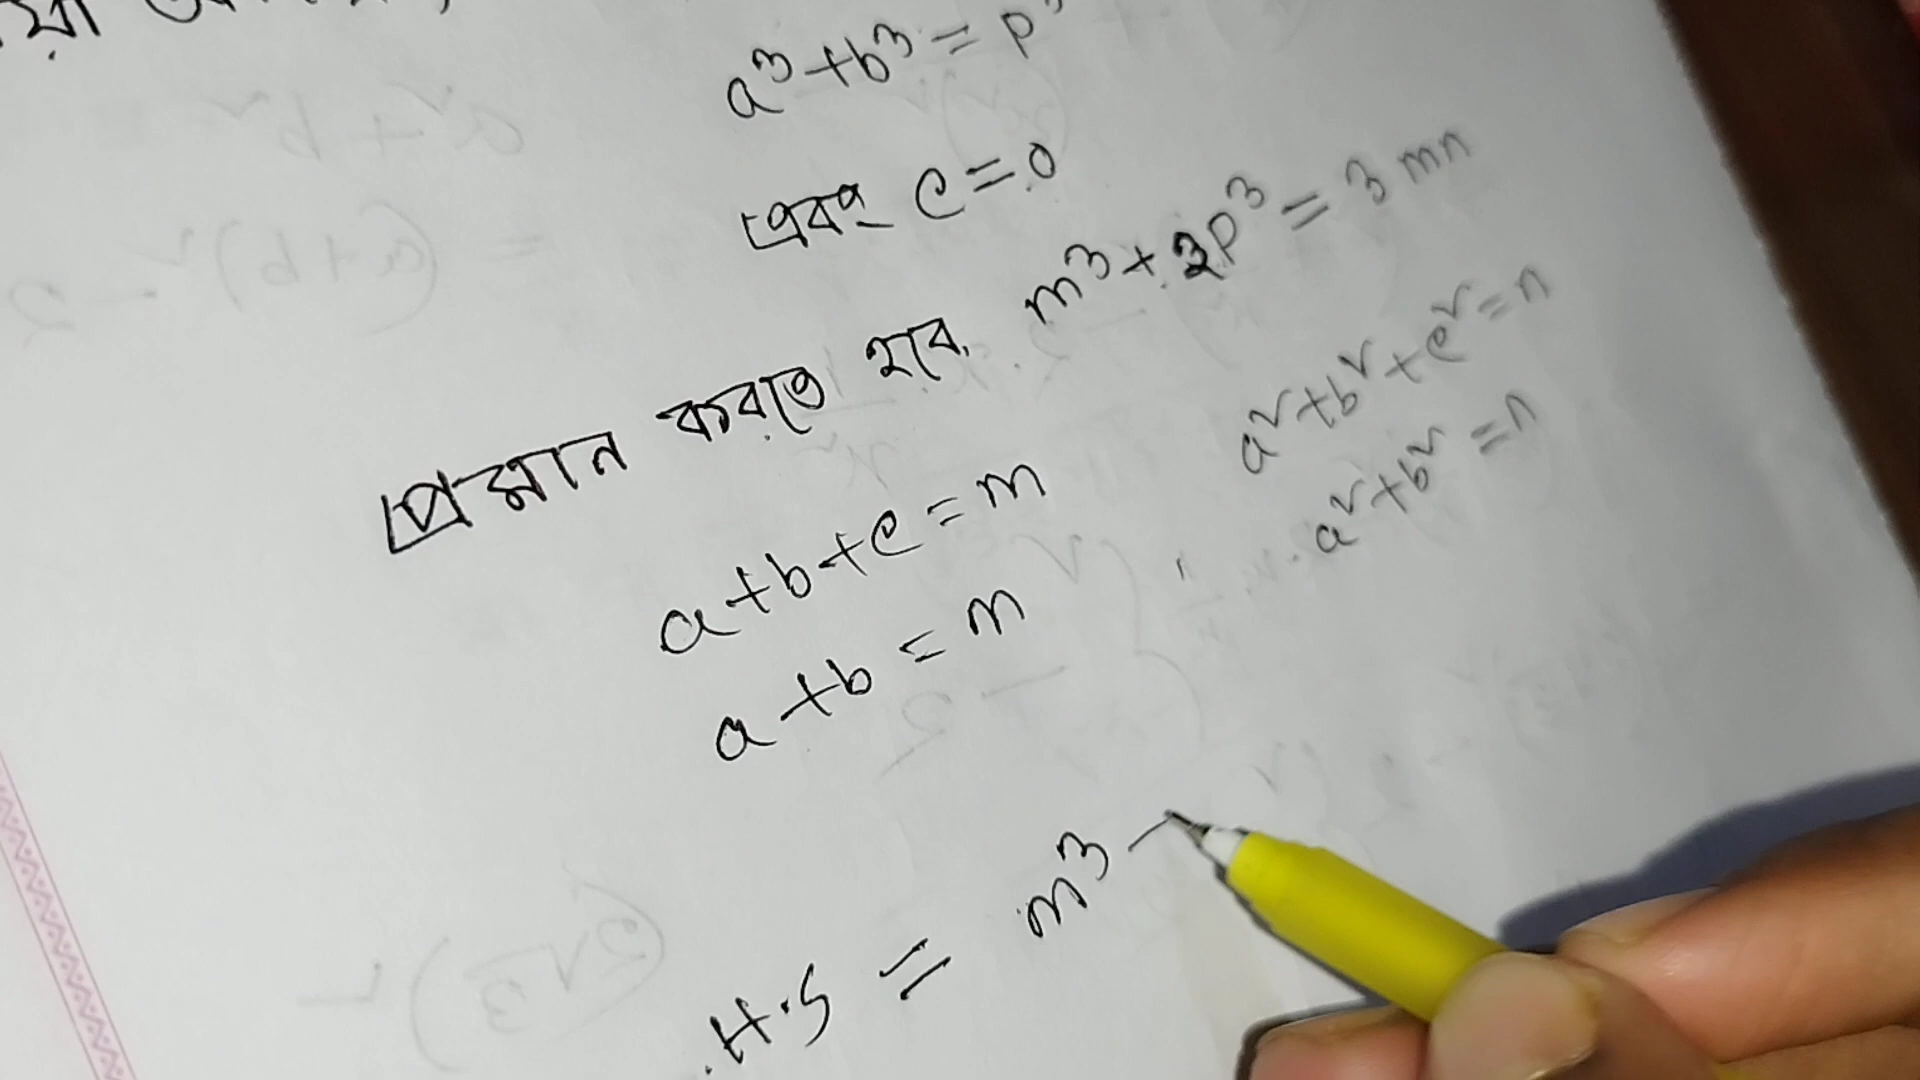 a³+b³=p³
এবং c=0
প্রমান করতে হবে, m³+2p³=3mn
a²+b²+c²=n
a²+b²=n
a+b+c=m
a+b=m
.H.S = m³-